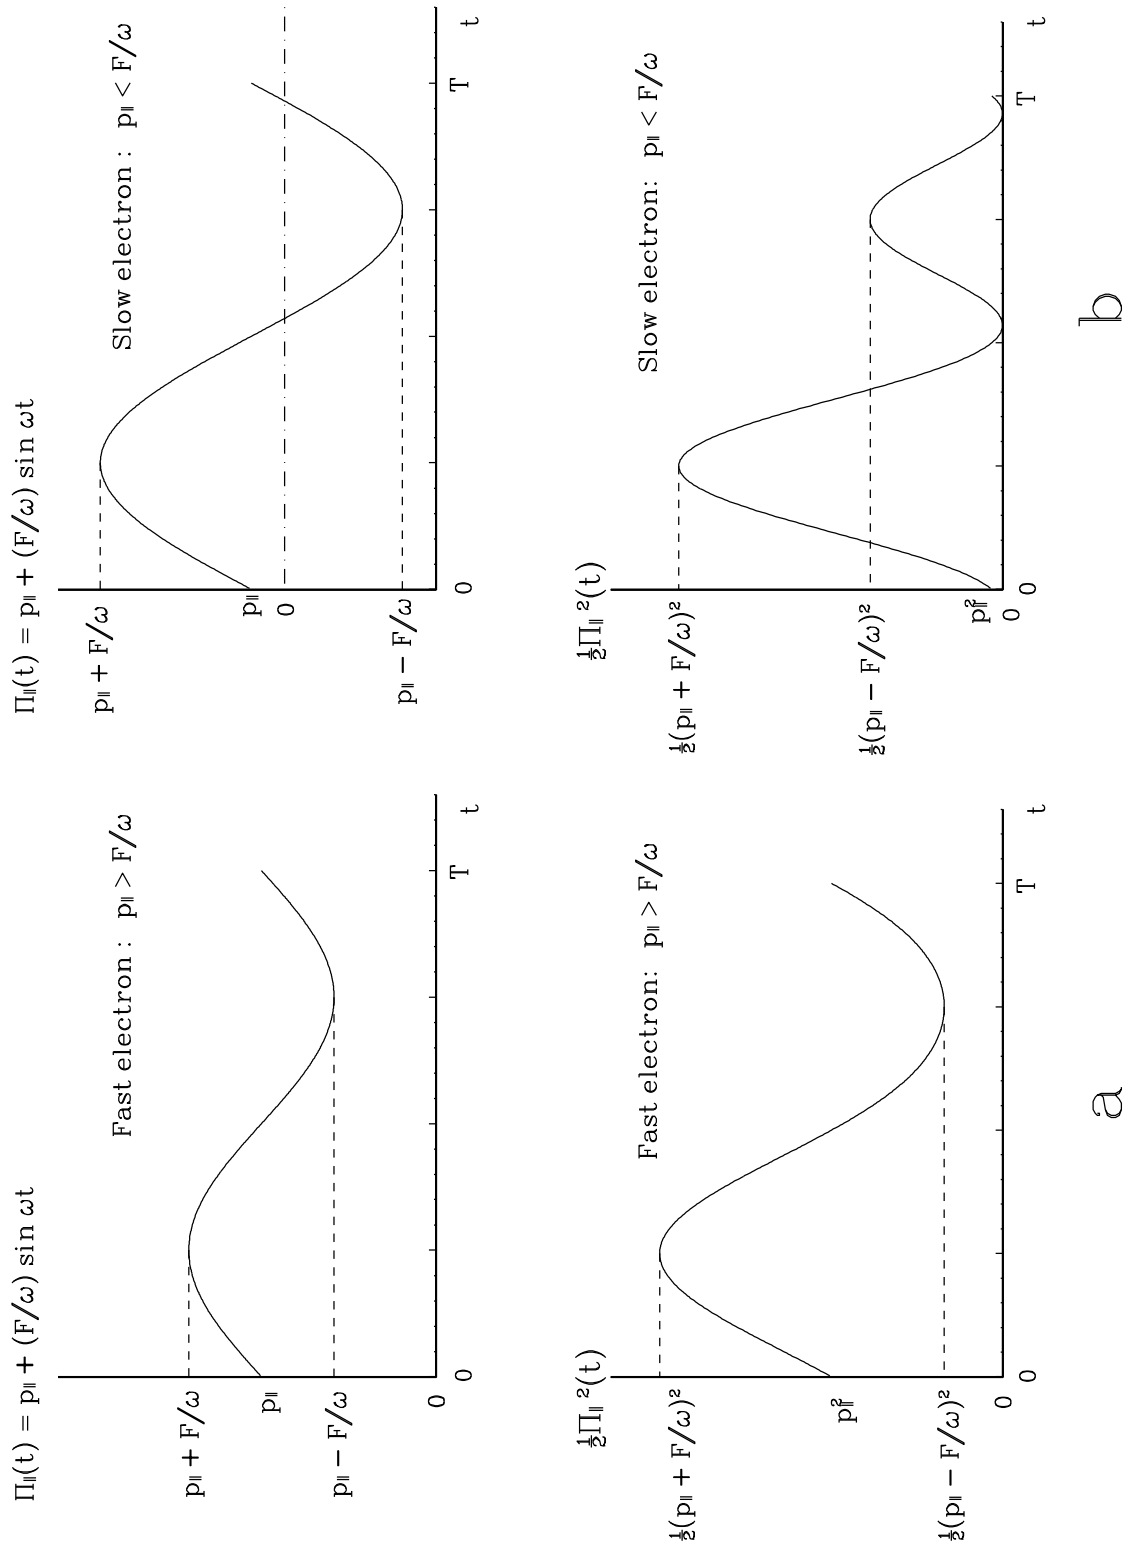 Π∥(t) = p∥ + (F/ω) sin ωt
Fast electron : p∥ > F/ω
p∥ + F/ω
p∥
p∥ − F/ω
0
0
T
t
½Π∥²(t)
Fast electron: p∥ > F/ω
½(p∥ + F/ω)²
p∥²
½(p∥ − F/ω)²
0
0
T
t
a
Π∥(t) = p∥ + (F/ω) sin ωt
Slow electron : p∥ < F/ω
p∥ + F/ω
p∥
0
p∥ − F/ω
0
T
t
½Π∥²(t)
Slow electron: p∥ < F/ω
½(p∥ + F/ω)²
½(p∥ − F/ω)²
p∥²
0
0
T
t
b